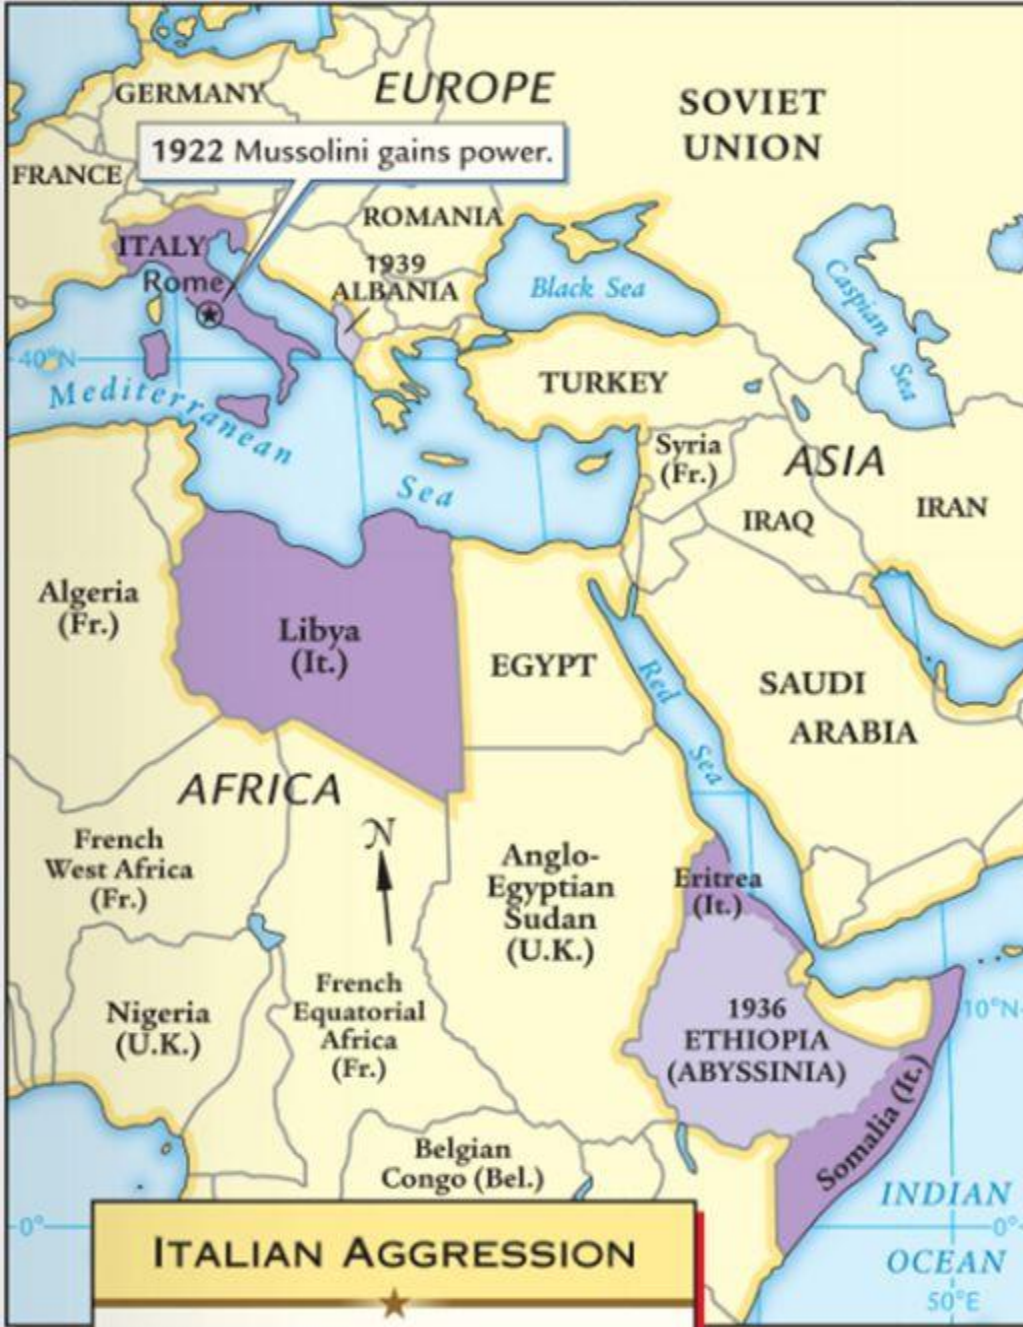 EUROPE
GERMANY
SOVIET
UNION
1922 Mussolini gains power.
FRANCE
ROMANIA
ITALY
Rome
1939
ALBANIA
Black Sea
Caspian
Sea
40°N
Mediterranean
Sea
TURKEY
Syria
(Fr.)
ASIA
IRAQ
IRAN
Algeria
(Fr.)
Libya
(It.)
EGYPT
Red
Sea
SAUDI
ARABIA
AFRICA
N
French
West Africa
(Fr.)
Anglo-
Egyptian
Sudan
(U.K.)
Eritrea
(It.)
Nigeria
(U.K.)
French
Equatorial
Africa
(Fr.)
1936
ETHIOPIA
(ABYSSINIA)
10°N
Somalia (It.)
Belgian
Congo (Bel.)
INDIAN
OCEAN
0°
0°
50°E
ITALIAN AGGRESSION